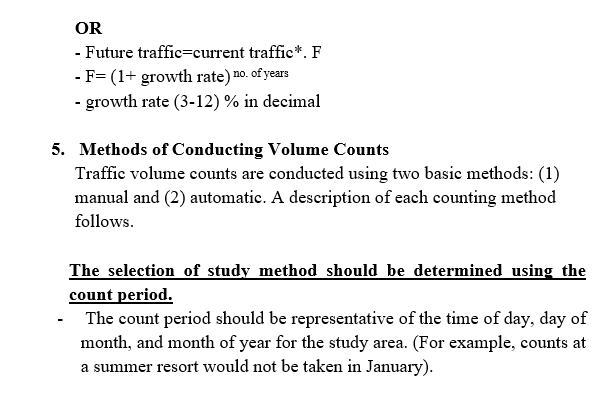 OR
- Future traffic=current traffic*. F
- F= (1+ growth rate) no. of years
- growth rate (3-12) % in decimal
5. Methods of Conducting Volume Counts
Traffic volume counts are conducted using two basic methods: (1)
manual and (2) automatic. A description of each counting method
follows.
The selection of study method should be determined using the
count period.
- The count period should be representative of the time of day, day of
month, and month of year for the study area. (For example, counts at
a summer resort would not be taken in January).